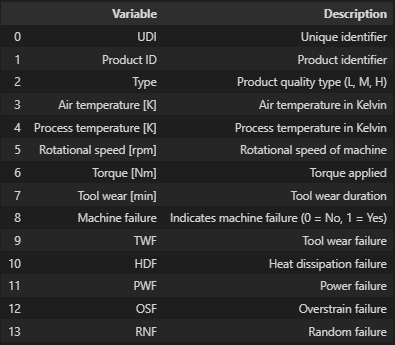 Variable Description
0 UDI Unique identifier
1 Product ID Product identifier
2 Type Product quality type (L, M, H)
3 Air temperature [K] Air temperature in Kelvin
4 Process temperature [K] Process temperature in Kelvin
5 Rotational speed [rpm] Rotational speed of machine
6 Torque [Nm] Torque applied
7 Tool wear [min] Tool wear duration
8 Machine failure Indicates machine failure (0 = No, 1 = Yes)
9 TWF Tool wear failure
10 HDF Heat dissipation failure
11 PWF Power failure
12 OSF Overstrain failure
13 RNF Random failure